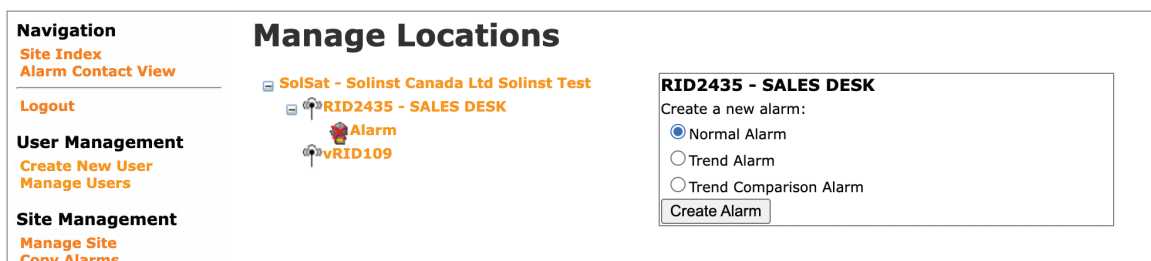 Navigation
Site Index
Alarm Contact View
Logout
User Management
Create New User
Manage Users
Site Management
Manage Site
Copy Alarms
Manage Locations
SolSat - Solinst Canada Ltd Solinst Test
RID2435 - SALES DESK
Alarm
vRID109
RID2435 - SALES DESK
Create a new alarm:
Normal Alarm
Trend Alarm
Trend Comparison Alarm
Create Alarm